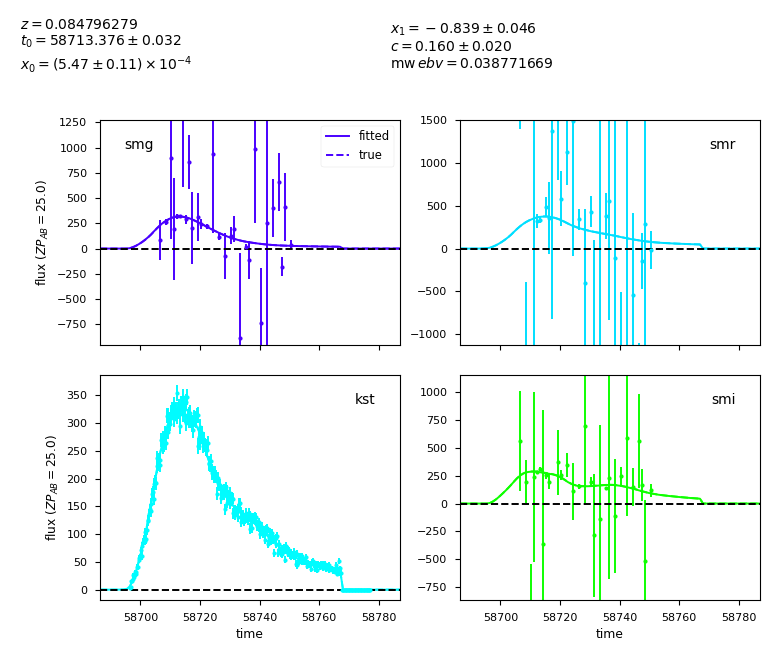 z = 0.084796279
t0 = 58713.376 ± 0.032
x0 = (5.47 ± 0.11) × 10^−4
x1 = −0.839 ± 0.046
c = 0.160 ± 0.020
mwebv = 0.038771669
1250
1000
750
500
250
0
−250
−500
−750
flux (ZP_AB = 25.0)
smg
fitted
true
1500
1000
500
0
−500
−1000
smr
350
300
250
200
150
100
50
0
flux (ZP_AB = 25.0)
kst
58700 58720 58740 58760 58780
time
1000
750
500
250
0
−250
−500
−750
smi
58700 58720 58740 58760 58780
time